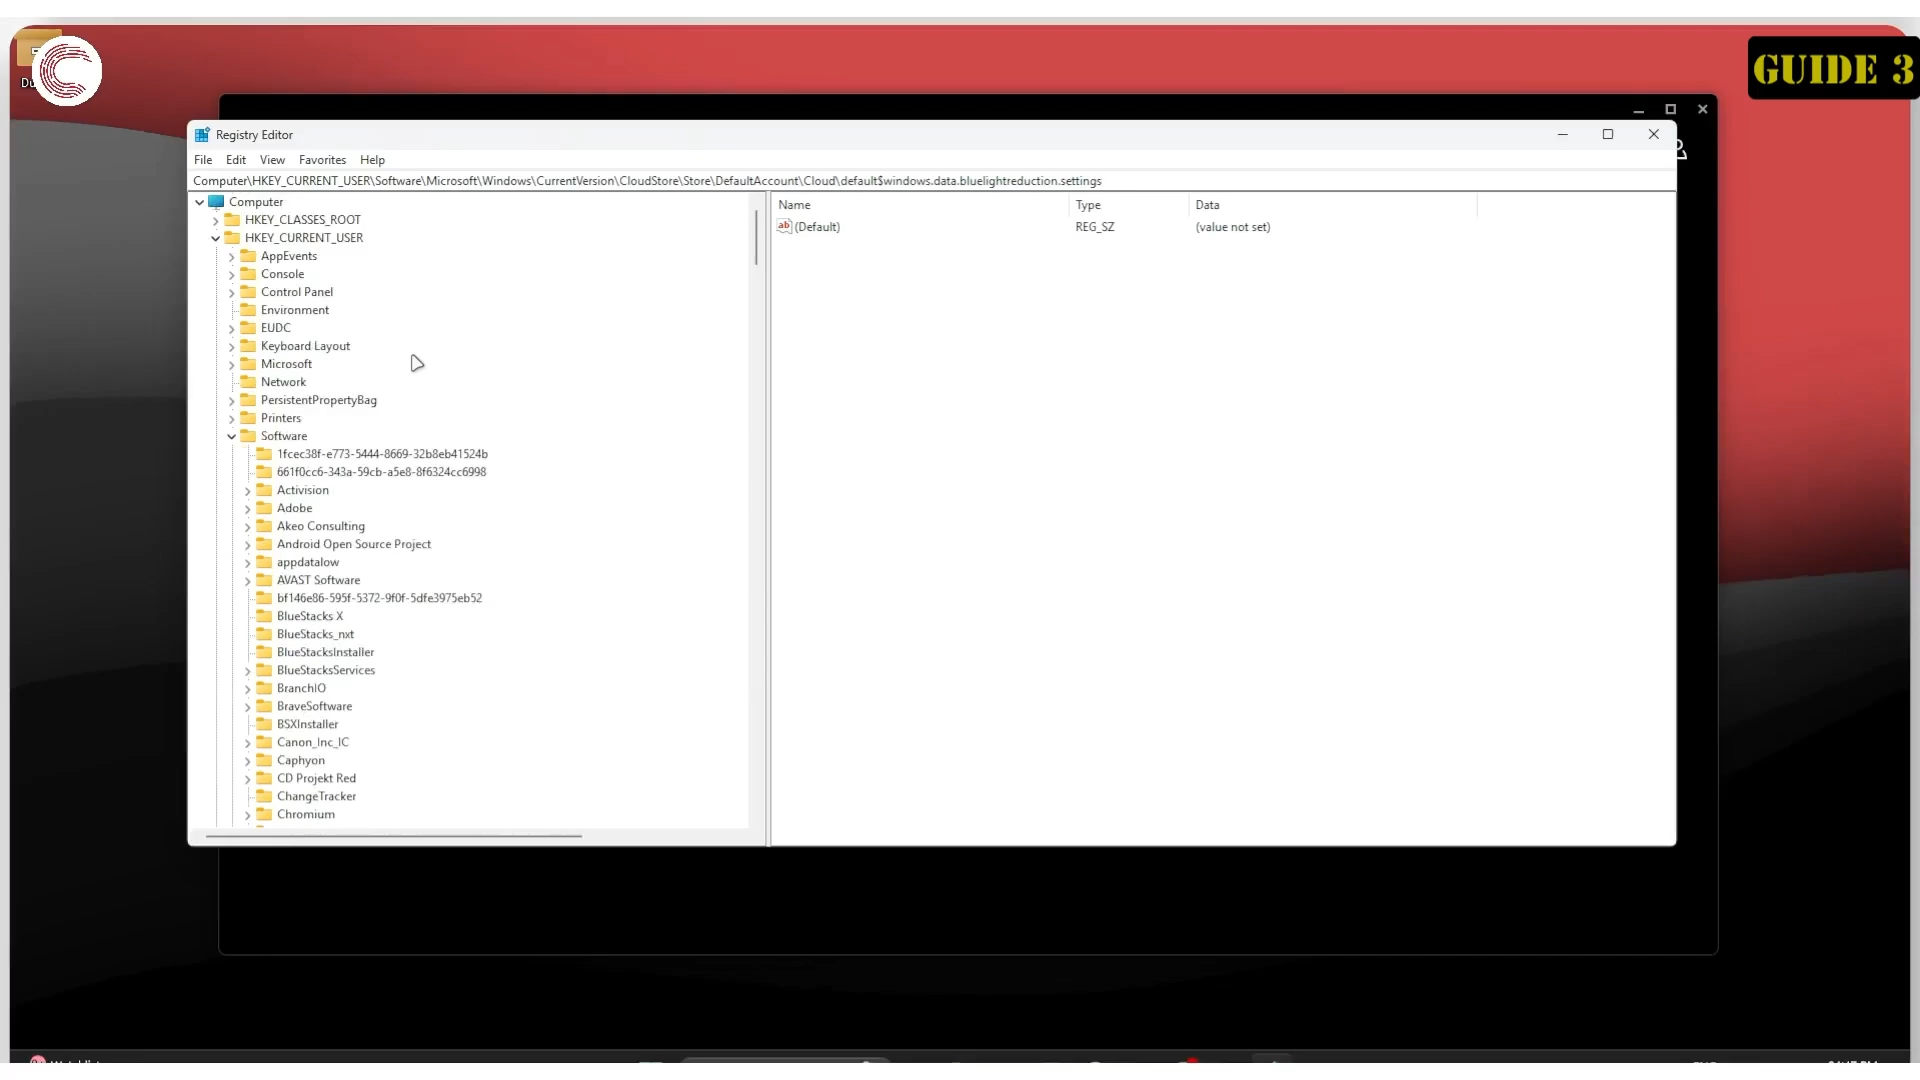 GUIDE 3
Registry Editor
File Edit View Favorites Help
Computer\HKEY_CURRENT_USER\Software\Microsoft\Windows\CurrentVersion\CloudStore\Store\DefaultAccount\Cloud\default$windows.data.bluelightreduction.settings
Computer
HKEY_CLASSES_ROOT
HKEY_CURRENT_USER
AppEvents
Console
Control Panel
Environment
EUDC
Keyboard Layout
Microsoft
Network
PersistentPropertyBag
Printers
Software
1fcec38f-e773-5444-8669-32b8eb41524b
661f0cc6-343a-59cb-a5e8-8f6324cc6998
Activision
Adobe
Akeo Consulting
Android Open Source Project
appdatalow
AVAST Software
bf146e86-595f-5372-9f0f-5dfe3975eb52
BlueStacks X
BlueStacks_nxt
BlueStacksInstaller
BlueStacksServices
BranchIO
BraveSoftware
BSXInstaller
Canon_Inc_IC
Caphyon
CD Projekt Red
ChangeTracker
Chromium
Name Type Data
ab (Default) REG_SZ (value not set)